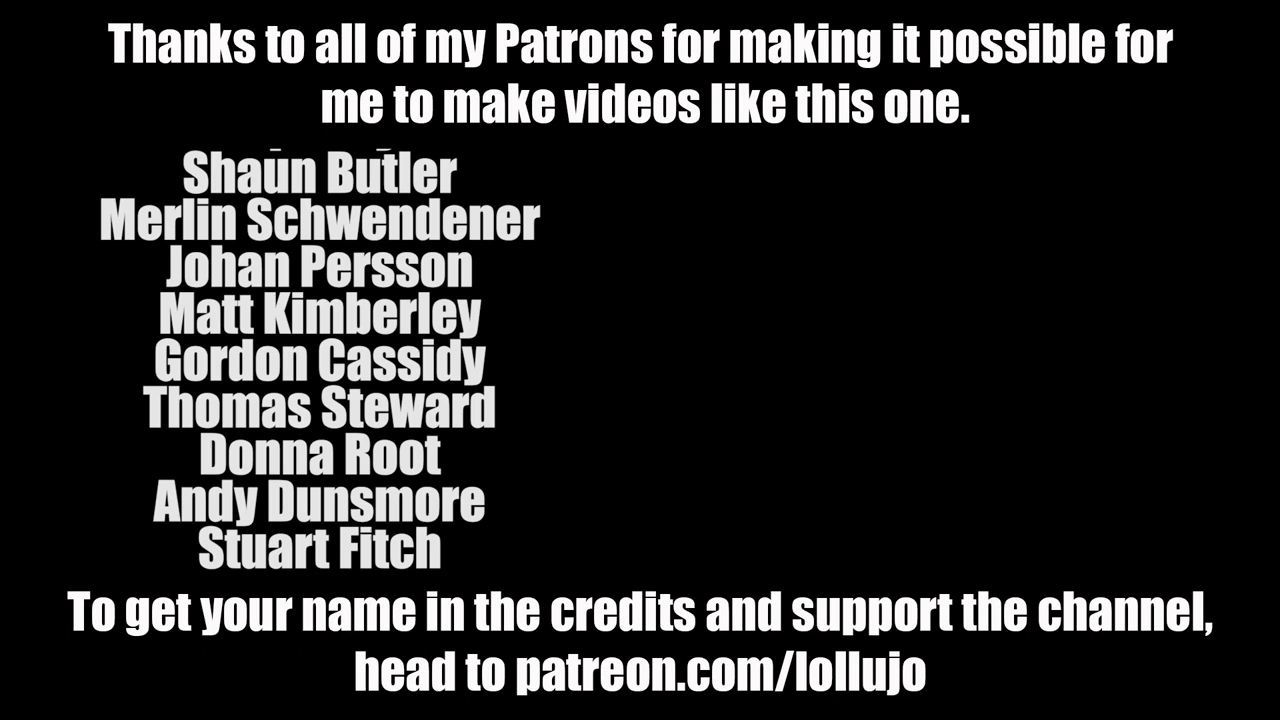 Thanks to all of my Patrons for making it possible for
me to make videos like this one.
Shaun Butler
Merlin Schwendener
Johan Persson
Matt Kimberley
Gordon Cassidy
Thomas Steward
Donna Root
Andy Dunsmore
Stuart Fitch
To get your name in the credits and support the channel,
head to patreon.com/lollujo